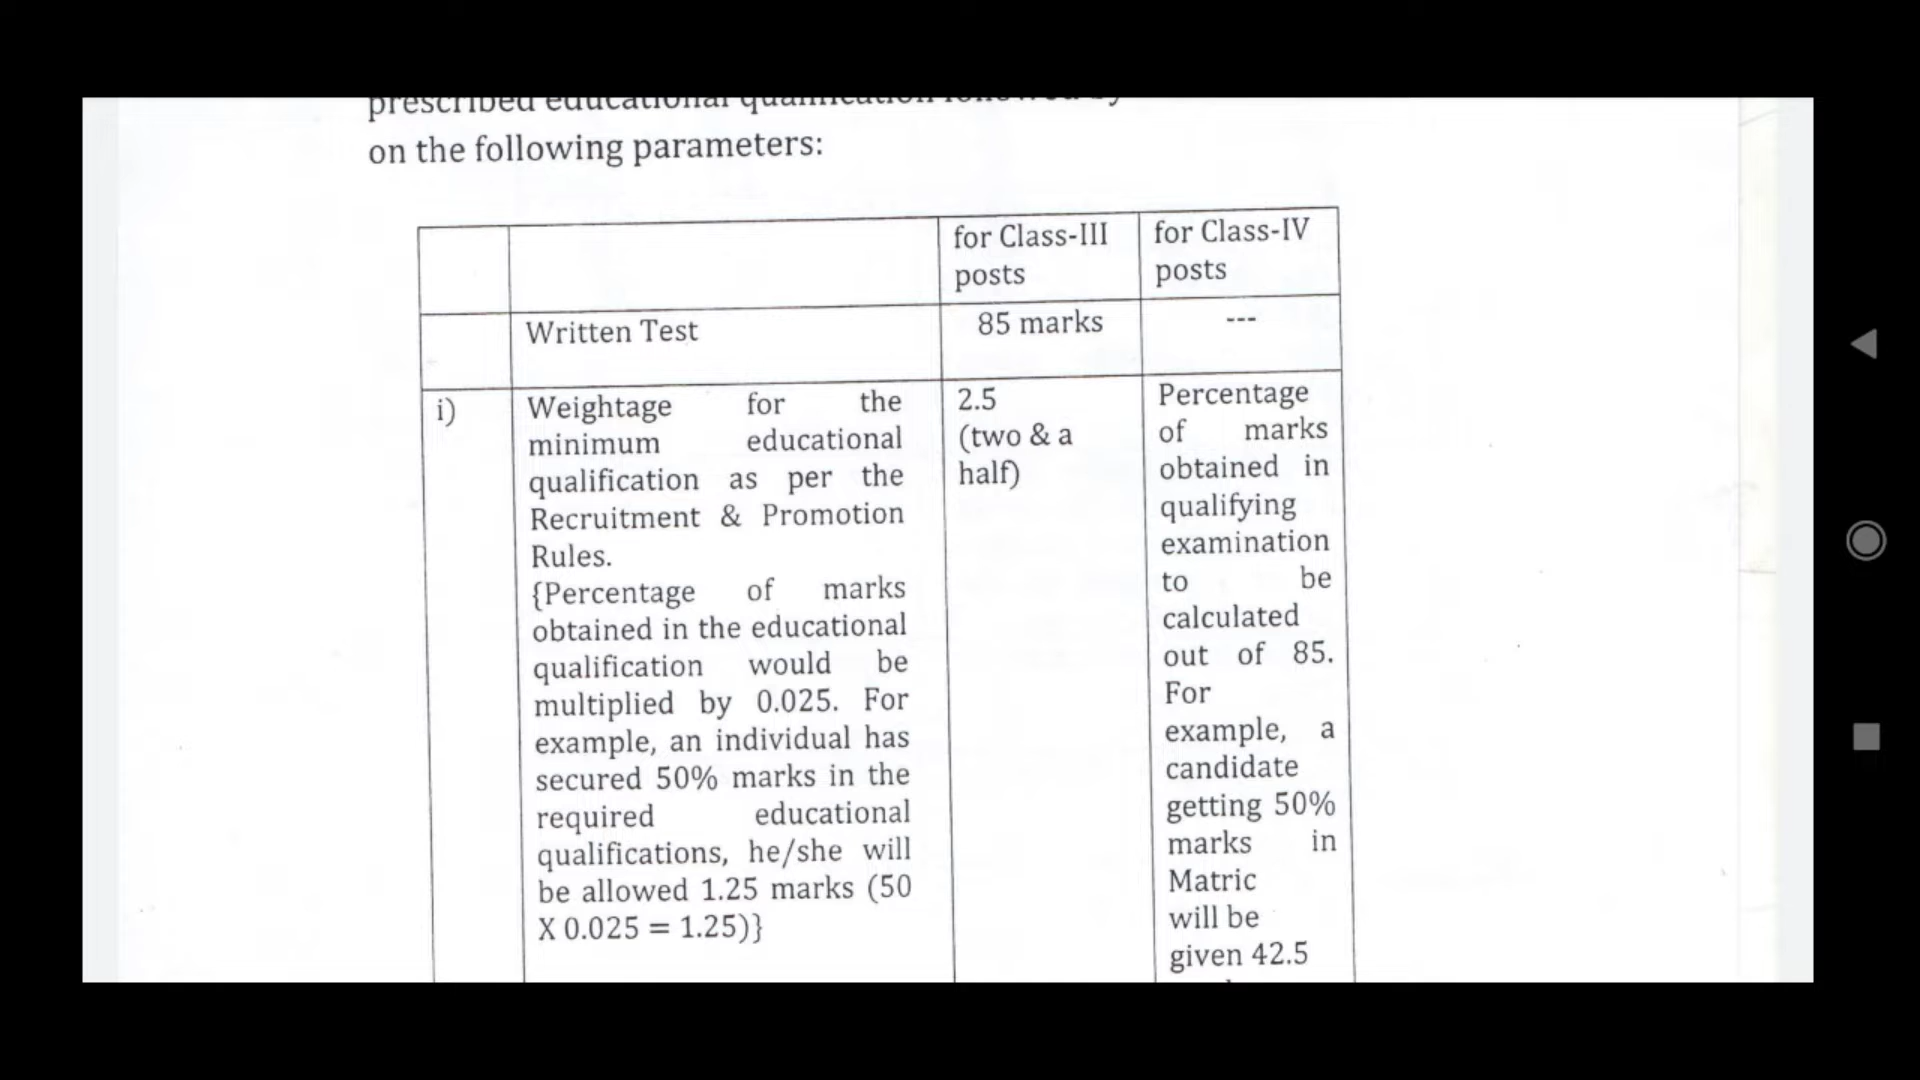 prescribed educational qualification followed by
on the following parameters:
for Class-III
posts
for Class-IV
posts
Written Test
85 marks
---
i)
Weightage for the
minimum educational
qualification as per the
Recruitment & Promotion
Rules.
{Percentage of marks
obtained in the educational
qualification would be
multiplied by 0.025. For
example, an individual has
secured 50% marks in the
required educational
qualifications, he/she will
be allowed 1.25 marks (50
X 0.025 = 1.25)}
2.5
(two & a
half)
Percentage
of marks
obtained in
qualifying
examination
to be
calculated
out of 85.
For
example, a
candidate
getting 50%
marks in
Matric
will be
given 42.5